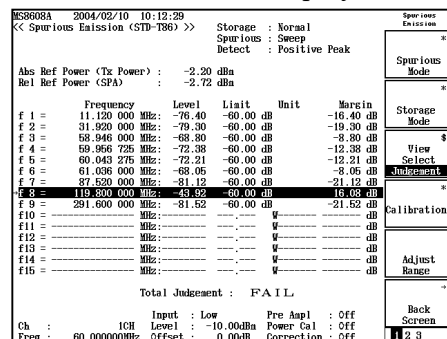 MS8608A 2004/02/10 10:12:29
<< Spurious Emission (STD-T86) >> Storage : Normal
Spurious : Sweep
Detect : Positive Peak
Abs Ref Power (Tx Power) : -2.20 dBm
Rel Ref Power (SPA) : -2.72 dBm
Frequency Level Limit Unit Margin
f 1 = 11.120 000 MHz: -76.40 -60.00 dB -16.40 dB
f 2 = 31.920 000 MHz: -79.30 -60.00 dB -19.30 dB
f 3 = 58.946 000 MHz: -68.80 -60.00 dB -8.80 dB
f 4 = 59.956 725 MHz: -72.38 -60.00 dB -12.38 dB
f 5 = 60.043 275 MHz: -72.21 -60.00 dB -12.21 dB
f 6 = 61.036 000 MHz: -68.05 -60.00 dB -8.05 dB
f 7 = 87.520 000 MHz: -81.12 -60.00 dB -21.12 dB
→f 8 = 119.800 000 MHz: -43.92 -60.00 dB 16.08 dB
f 9 = 291.600 000 MHz: -81.52 -60.00 dB -21.52 dB
f10 = ---------------- MHz: ------ ---.--- W------ ------ dB
f11 = ---------------- MHz: ------ ---.--- W------ ------ dB
f12 = ---------------- MHz: ------ ---.--- W------ ------ dB
f13 = ---------------- MHz: ------ ---.--- W------ ------ dB
f14 = ---------------- MHz: ------ ---.--- W------ ------ dB
f15 = ---------------- MHz: ------ ---.--- W------ ------ dB
Total Judgement : FAIL
Input : Low Pre Ampl : Off
Ch : 1CH Level : -10.00dBm Power Cal : Off
Freq : 60.000000MHz Offset : 0.00dB Correction : Off
Spurious
Emission
*
Spurious
Mode
*
Storage
Mode
$
View
Select
Judgement
*
Calibration
Adjust
Range
→
Back
Screen
1 2 3